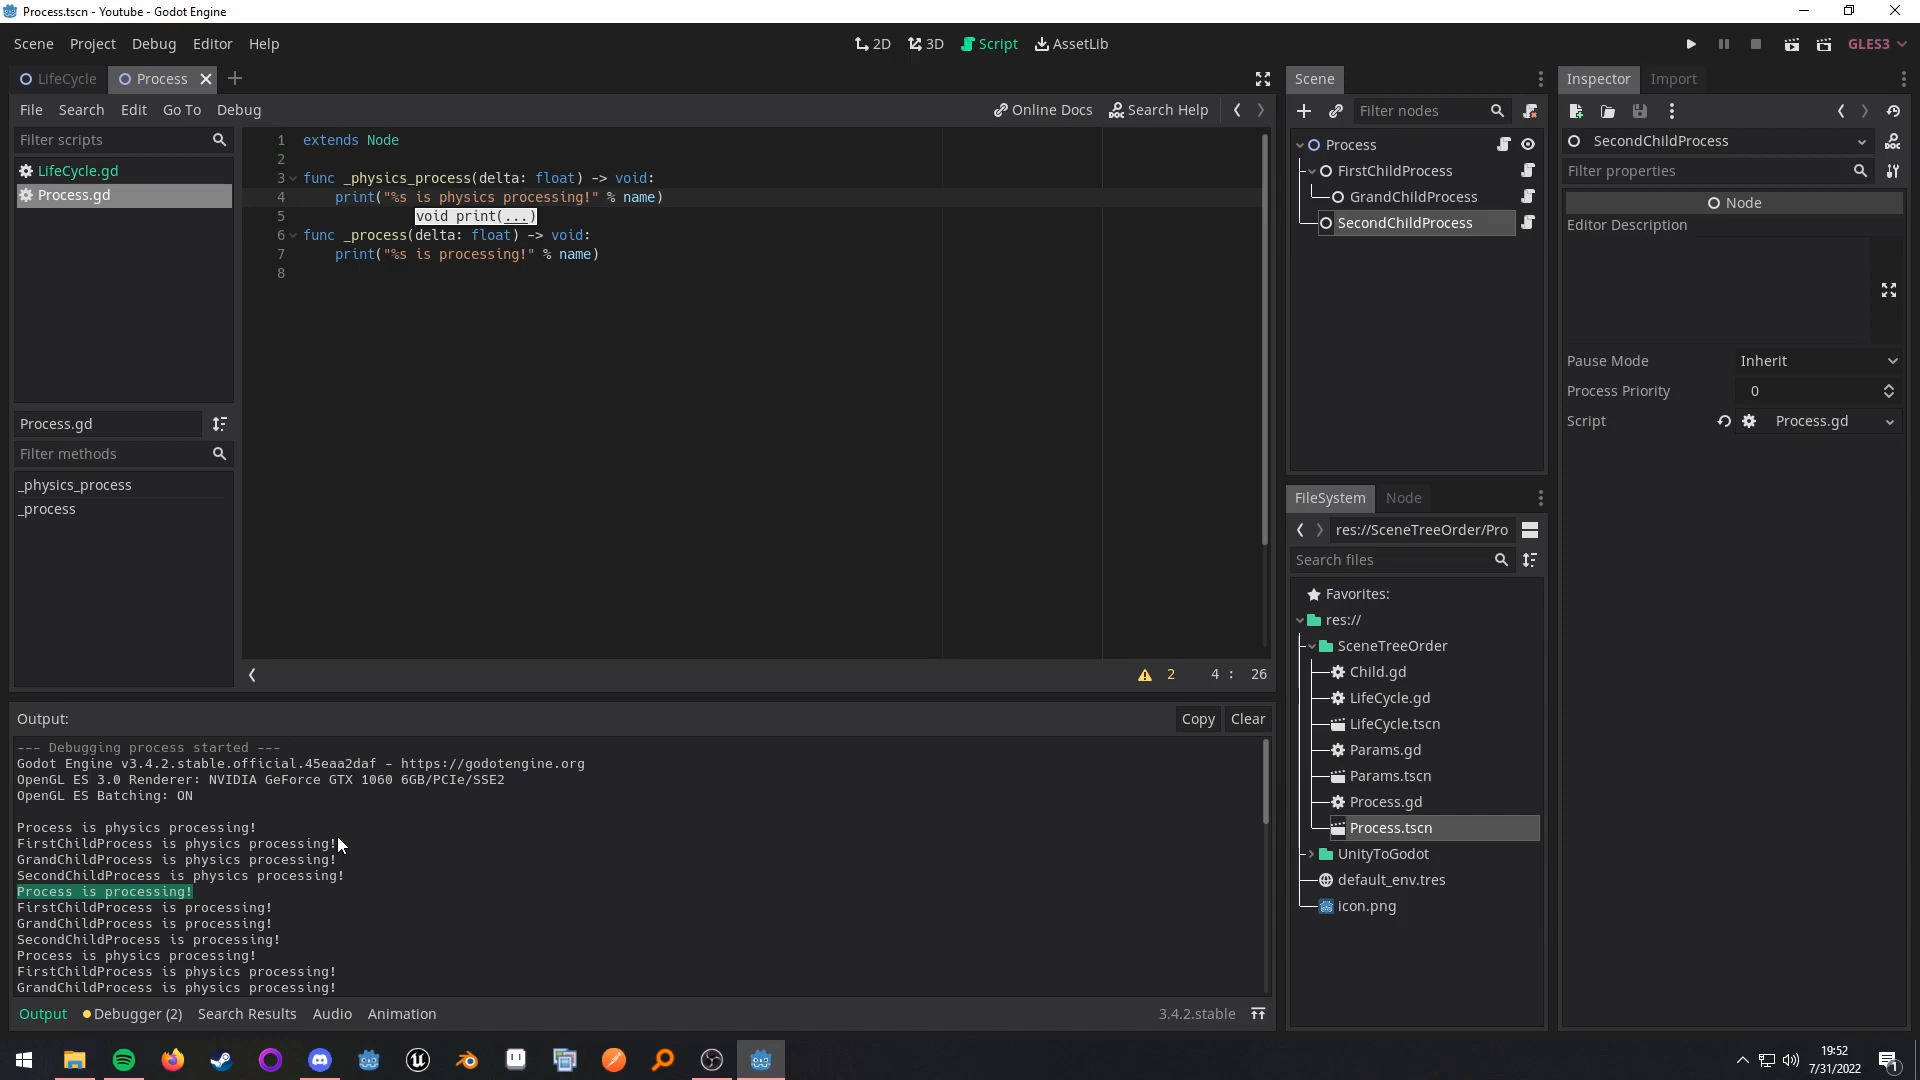 Process.tscn - Youtube - Godot Engine
Scene Project Debug Editor Help
2D 3D Script AssetLib
GLES3
LifeCycle Process
File Search Edit Go To Debug
Online Docs Search Help
Filter scripts
LifeCycle.gd
Process.gd
Process.gd
Filter methods
_physics_process
_process
1 extends Node
2
3 func _physics_process(delta: float) -> void:
4 print("%s is physics processing!" % name)
5 void print(...)
6 func _process(delta: float) -> void:
7 print("%s is processing!" % name)
8
2 4 : 26
Output:
Copy Clear
--- Debugging process started ---
Godot Engine v3.4.2.stable.official.45eaa2daf - https://godotengine.org
OpenGL ES 3.0 Renderer: NVIDIA GeForce GTX 1060 6GB/PCIe/SSE2
OpenGL ES Batching: ON
Process is physics processing!
FirstChildProcess is physics processing!
GrandChildProcess is physics processing!
SecondChildProcess is physics processing!
Process is processing!
FirstChildProcess is processing!
GrandChildProcess is processing!
SecondChildProcess is processing!
Process is physics processing!
FirstChildProcess is physics processing!
GrandChildProcess is physics processing!
Output Debugger (2) Search Results Audio Animation
3.4.2.stable
Scene
Filter nodes
Process
FirstChildProcess
GrandChildProcess
SecondChildProcess
FileSystem Node
res://SceneTreeOrder/Pro
Search files
Favorites:
res://
SceneTreeOrder
Child.gd
LifeCycle.gd
LifeCycle.tscn
Params.gd
Params.tscn
Process.gd
Process.tscn
UnityToGodot
default_env.tres
icon.png
Inspector Import
SecondChildProcess
Filter properties
Node
Editor Description
Pause Mode Inherit
Process Priority 0
Script Process.gd
19:52
7/31/2022
1